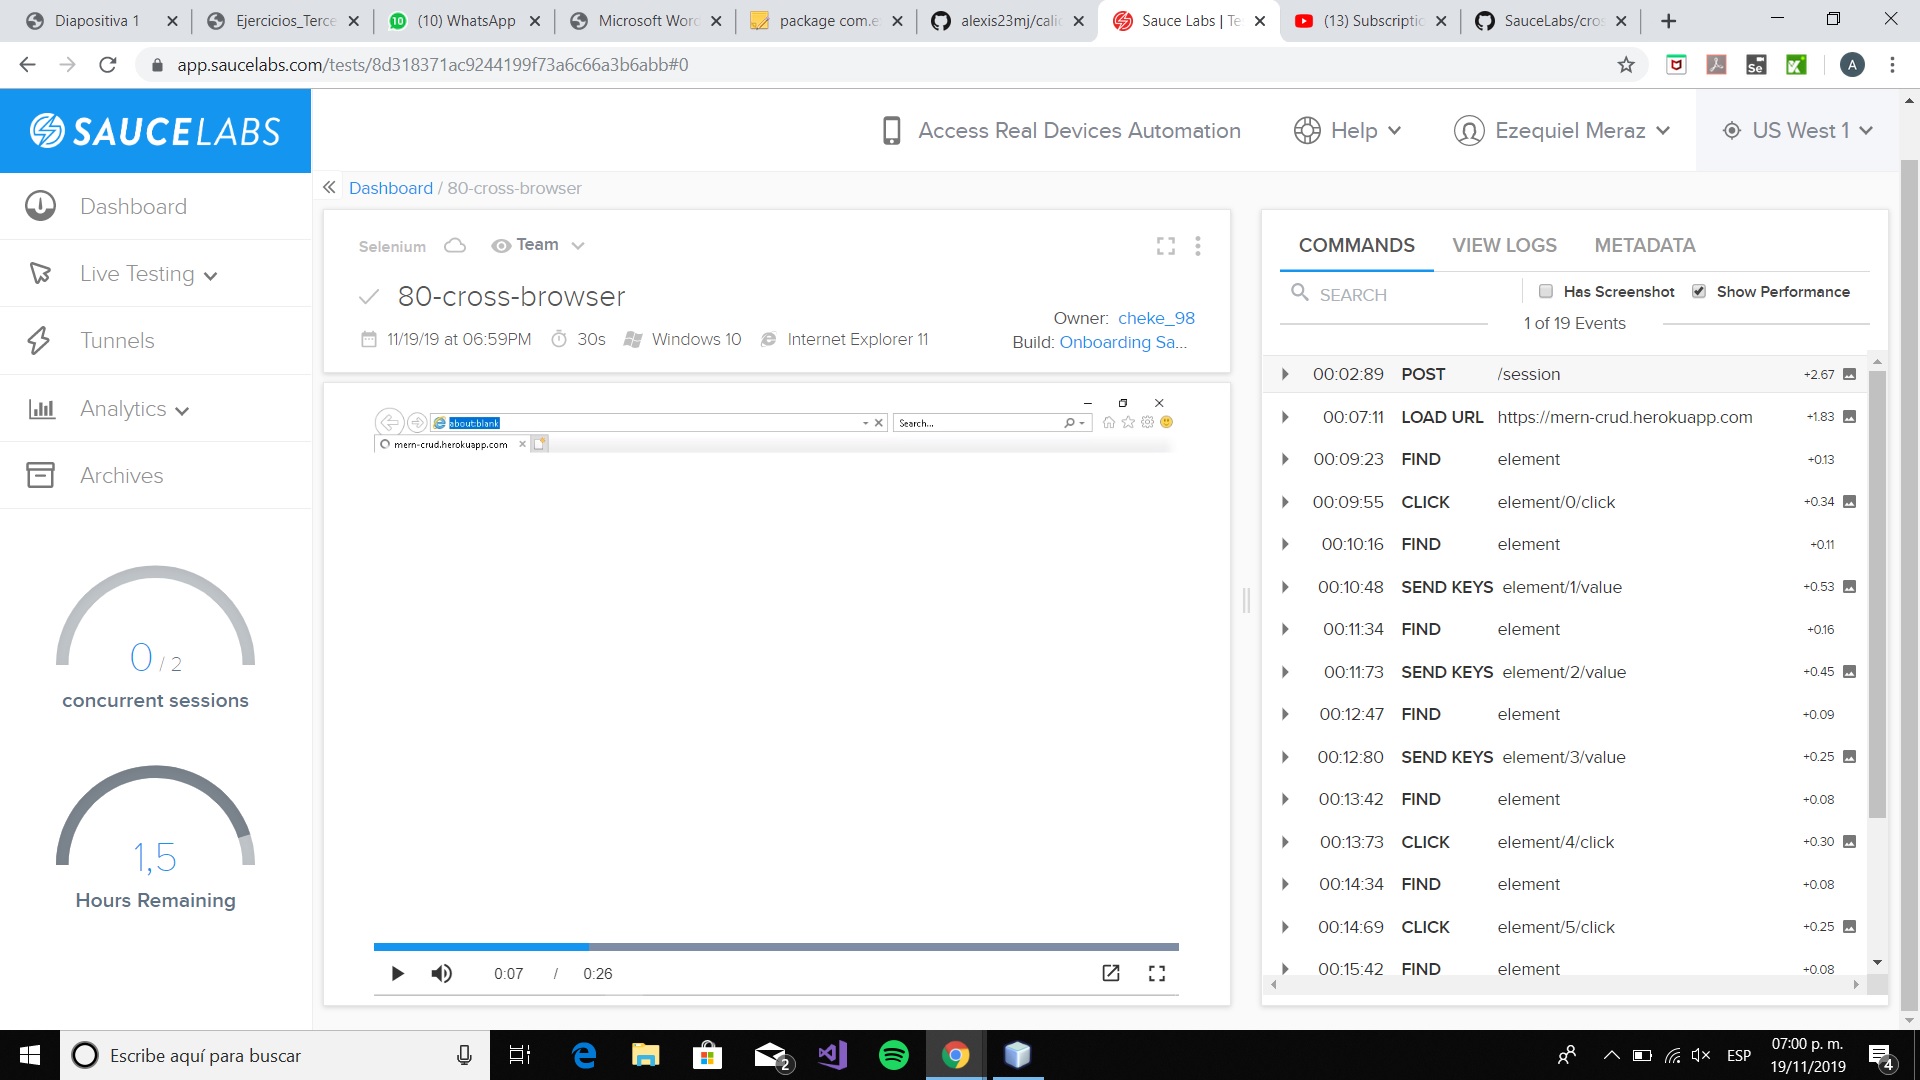 Diapositiva 1
Ejercicios_Terce
(10) WhatsApp
Microsoft Word
package com.e
alexis23mj/calid
Sauce Labs | Te
(13) Subscriptio
SauceLabs/cros
app.saucelabs.com/tests/8d318371ac9244199f73a6c66a3b6abb#0
A
SAUCELABS
Access Real Devices Automation
Help
Ezequiel Meraz
US West 1
Dashboard
Live Testing
Tunnels
Analytics
Archives
0 / 2
concurrent sessions
1,5
Hours Remaining
Dashboard / 80-cross-browser
Selenium
Team
80-cross-browser
11/19/19 at 06:59PM 30s Windows 10 Internet Explorer 11
Owner: cheke_98
Build: Onboarding Sa...
about:blank
Search...
mern-crud.herokuapp.com
0:07 / 0:26
COMMANDS VIEW LOGS METADATA
SEARCH
Has Screenshot
Show Performance
1 of 19 Events
00:02:89 POST /session +2.67
00:07:11 LOAD URL https://mern-crud.herokuapp.com +1.83
00:09:23 FIND element +0.13
00:09:55 CLICK element/0/click +0.34
00:10:16 FIND element +0.11
00:10:48 SEND KEYS element/1/value +0.53
00:11:34 FIND element +0.16
00:11:73 SEND KEYS element/2/value +0.45
00:12:47 FIND element +0.09
00:12:80 SEND KEYS element/3/value +0.25
00:13:42 FIND element +0.08
00:13:73 CLICK element/4/click +0.30
00:14:34 FIND element +0.08
00:14:69 CLICK element/5/click +0.25
00:15:42 FIND element +0.08
Escribe aquí para buscar
2
ESP
07:00 p. m.
19/11/2019
4